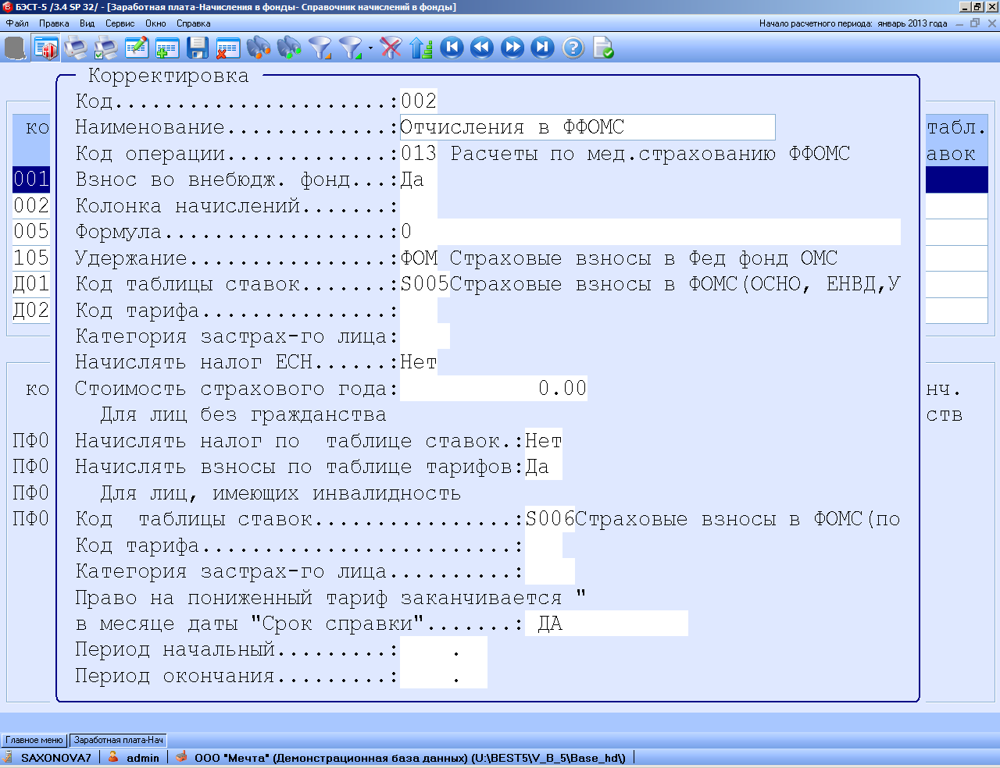 БЭСТ-5 /3.4 SP 32/ - [Заработная плата-Начисления в фонды- Справочник начислений в фонды]
Файл Правка Вид Сервис Окно Справка Начало расчетного периода: январь 2013 года
Корректировка
Код......................:002
ко Наименование.............:Отчисления в ФФОМС табл.
Код операции.............:013 Расчеты по мед.страхованию ФФОМС авок
001 Взнос во внебюдж. фонд...:Да
002 Колонка начислений.......:
005 Формула..................:0
105 Удержание................:ФОМ Страховые взносы в Фед фонд ОМС
Д01 Код таблицы ставок.......:S005Страховые взносы в ФОМС(ОСНО, ЕНВД,У
Д02 Код тарифа...............:
Категория застрах-го лица:
Начислять налог ЕСН......:Нет
ко Стоимость страхового года: 0.00 нч.
Для лиц без гражданства ств
ПФ0 Начислять налог по  таблице ставок.:Нет
ПФ0 Начислять взносы по таблице тарифов:Да
ПФ0 Для лиц, имеющих инвалидность
ПФ0 Код  таблицы ставок.................:S006Страховые взносы в ФОМС(по
Код тарифа..........................:
Категория застрах-го лица...........:
Право на пониженный тариф заканчивается "
в месяце даты "Срок справки"........: ДА
Период начальный.........: .
Период окончания.........: .
Главное меню Заработная плата-Нач
SAXONOVA7 admin ООО "Мечта" (Демонстрационная база данных) (U:\BEST5\V_B_5\Base_hd\)